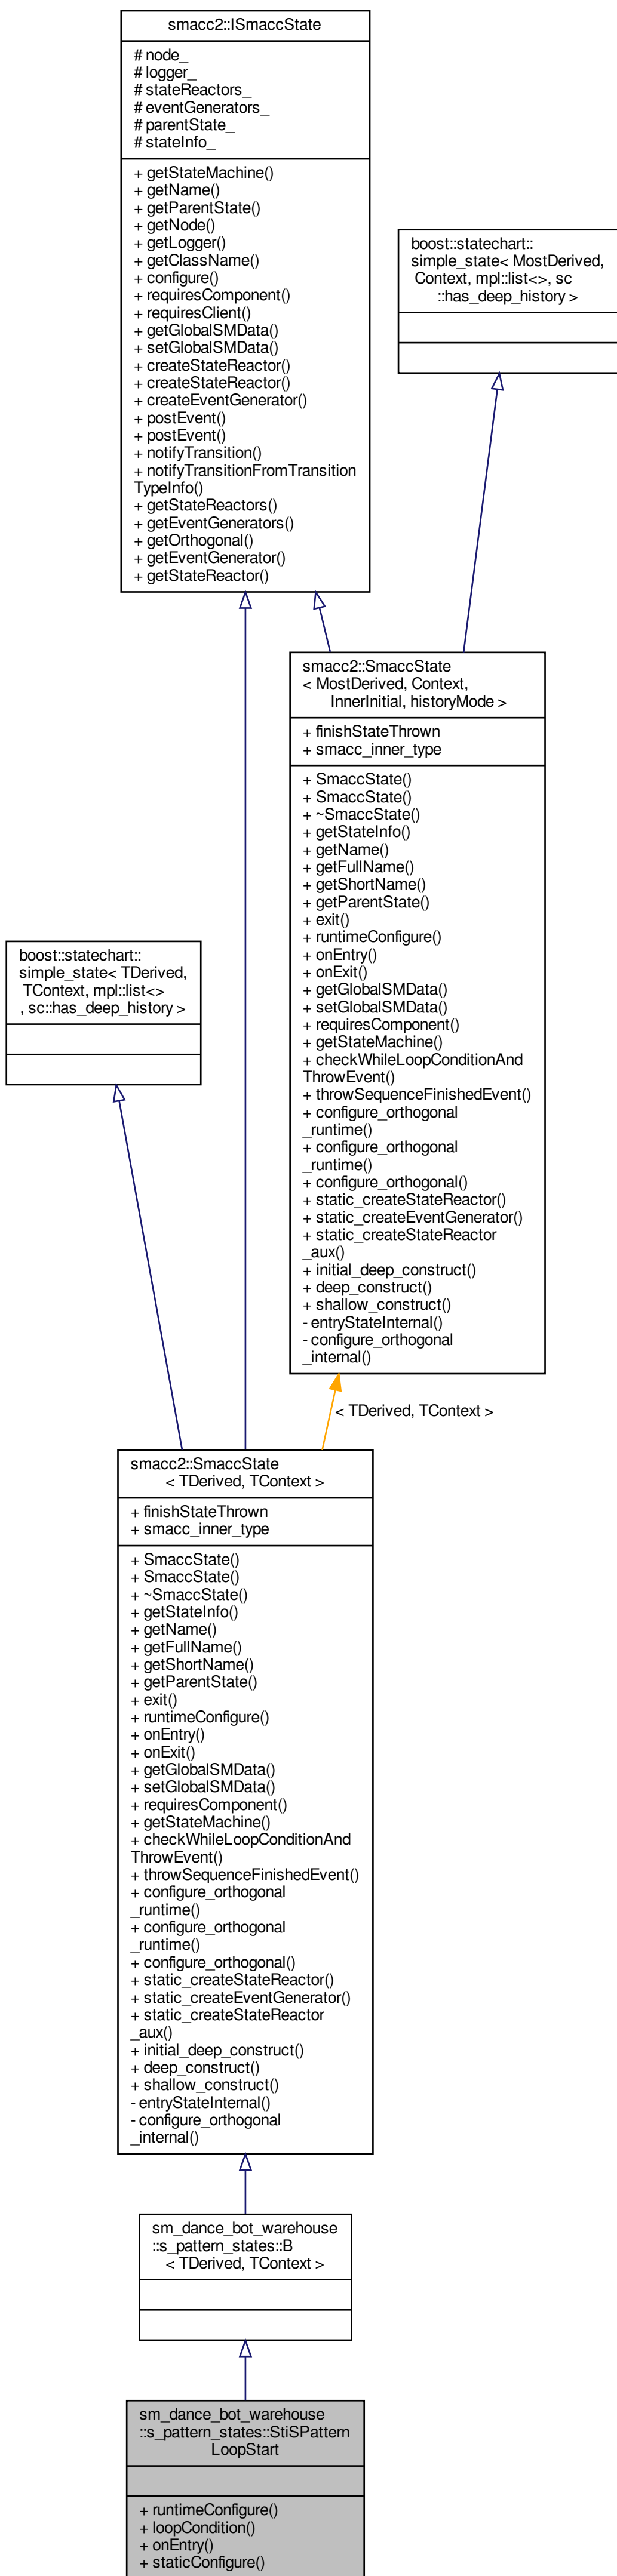 smacc2::ISmaccState
# node_
# logger_
# stateReactors_
# eventGenerators_
# parentState_
# stateInfo_
+ getStateMachine()
+ getName()
+ getParentState()
+ getNode()
+ getLogger()
+ getClassName()
+ configure()
+ requiresComponent()
+ requiresClient()
+ getGlobalSMData()
+ setGlobalSMData()
+ createStateReactor()
+ createStateReactor()
+ createEventGenerator()
+ postEvent()
+ postEvent()
+ notifyTransition()
+ notifyTransitionFromTransition
TypeInfo()
+ getStateReactors()
+ getEventGenerators()
+ getOrthogonal()
+ getEventGenerator()
+ getStateReactor()
boost::statechart::
simple_state< MostDerived,
Context, mpl::list<>, sc
::has_deep_history >
smacc2::SmaccState
< MostDerived, Context,
InnerInitial, historyMode >
+ finishStateThrown
+ smacc_inner_type
+ SmaccState()
+ SmaccState()
+ ~SmaccState()
+ getStateInfo()
+ getName()
+ getFullName()
+ getShortName()
+ getParentState()
+ exit()
+ runtimeConfigure()
+ onEntry()
+ onExit()
+ getGlobalSMData()
+ setGlobalSMData()
+ requiresComponent()
+ getStateMachine()
+ checkWhileLoopConditionAnd
ThrowEvent()
+ throwSequenceFinishedEvent()
+ configure_orthogonal
_runtime()
+ configure_orthogonal
_runtime()
+ configure_orthogonal()
+ static_createStateReactor()
+ static_createEventGenerator()
+ static_createStateReactor
_aux()
+ initial_deep_construct()
+ deep_construct()
+ shallow_construct()
- entryStateInternal()
- configure_orthogonal
_internal()
boost::statechart::
simple_state< TDerived,
TContext, mpl::list<>
, sc::has_deep_history >
< TDerived, TContext >
smacc2::SmaccState
< TDerived, TContext >
+ finishStateThrown
+ smacc_inner_type
+ SmaccState()
+ SmaccState()
+ ~SmaccState()
+ getStateInfo()
+ getName()
+ getFullName()
+ getShortName()
+ getParentState()
+ exit()
+ runtimeConfigure()
+ onEntry()
+ onExit()
+ getGlobalSMData()
+ setGlobalSMData()
+ requiresComponent()
+ getStateMachine()
+ checkWhileLoopConditionAnd
ThrowEvent()
+ throwSequenceFinishedEvent()
+ configure_orthogonal
_runtime()
+ configure_orthogonal
_runtime()
+ configure_orthogonal()
+ static_createStateReactor()
+ static_createEventGenerator()
+ static_createStateReactor
_aux()
+ initial_deep_construct()
+ deep_construct()
+ shallow_construct()
- entryStateInternal()
- configure_orthogonal
_internal()
sm_dance_bot_warehouse
::s_pattern_states::B
< TDerived, TContext >
sm_dance_bot_warehouse
::s_pattern_states::StiSPattern
LoopStart
+ runtimeConfigure()
+ loopCondition()
+ onEntry()
+ staticConfigure()